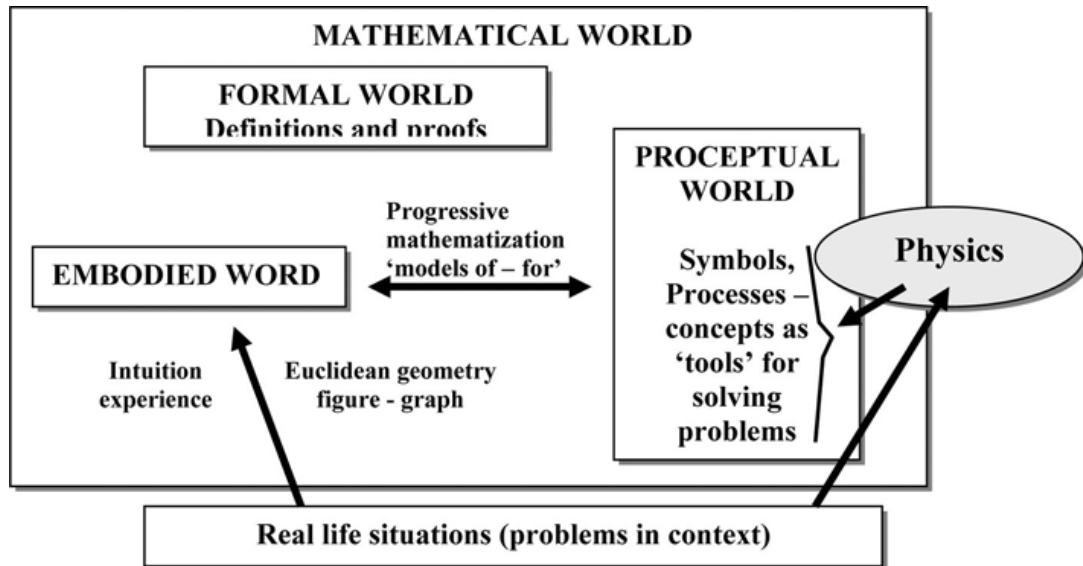 MATHEMATICAL WORLD
FORMAL WORLD
Definitions and proofs
PROCEPTUAL
WORLD
Progressive
mathematization
‘models of – for’
Physics
EMBODIED WORD
Symbols,
Processes –
concepts as
‘tools’ for
solving
problems
Intuition
experience
Euclidean geometry
figure - graph
Real life situations (problems in context)